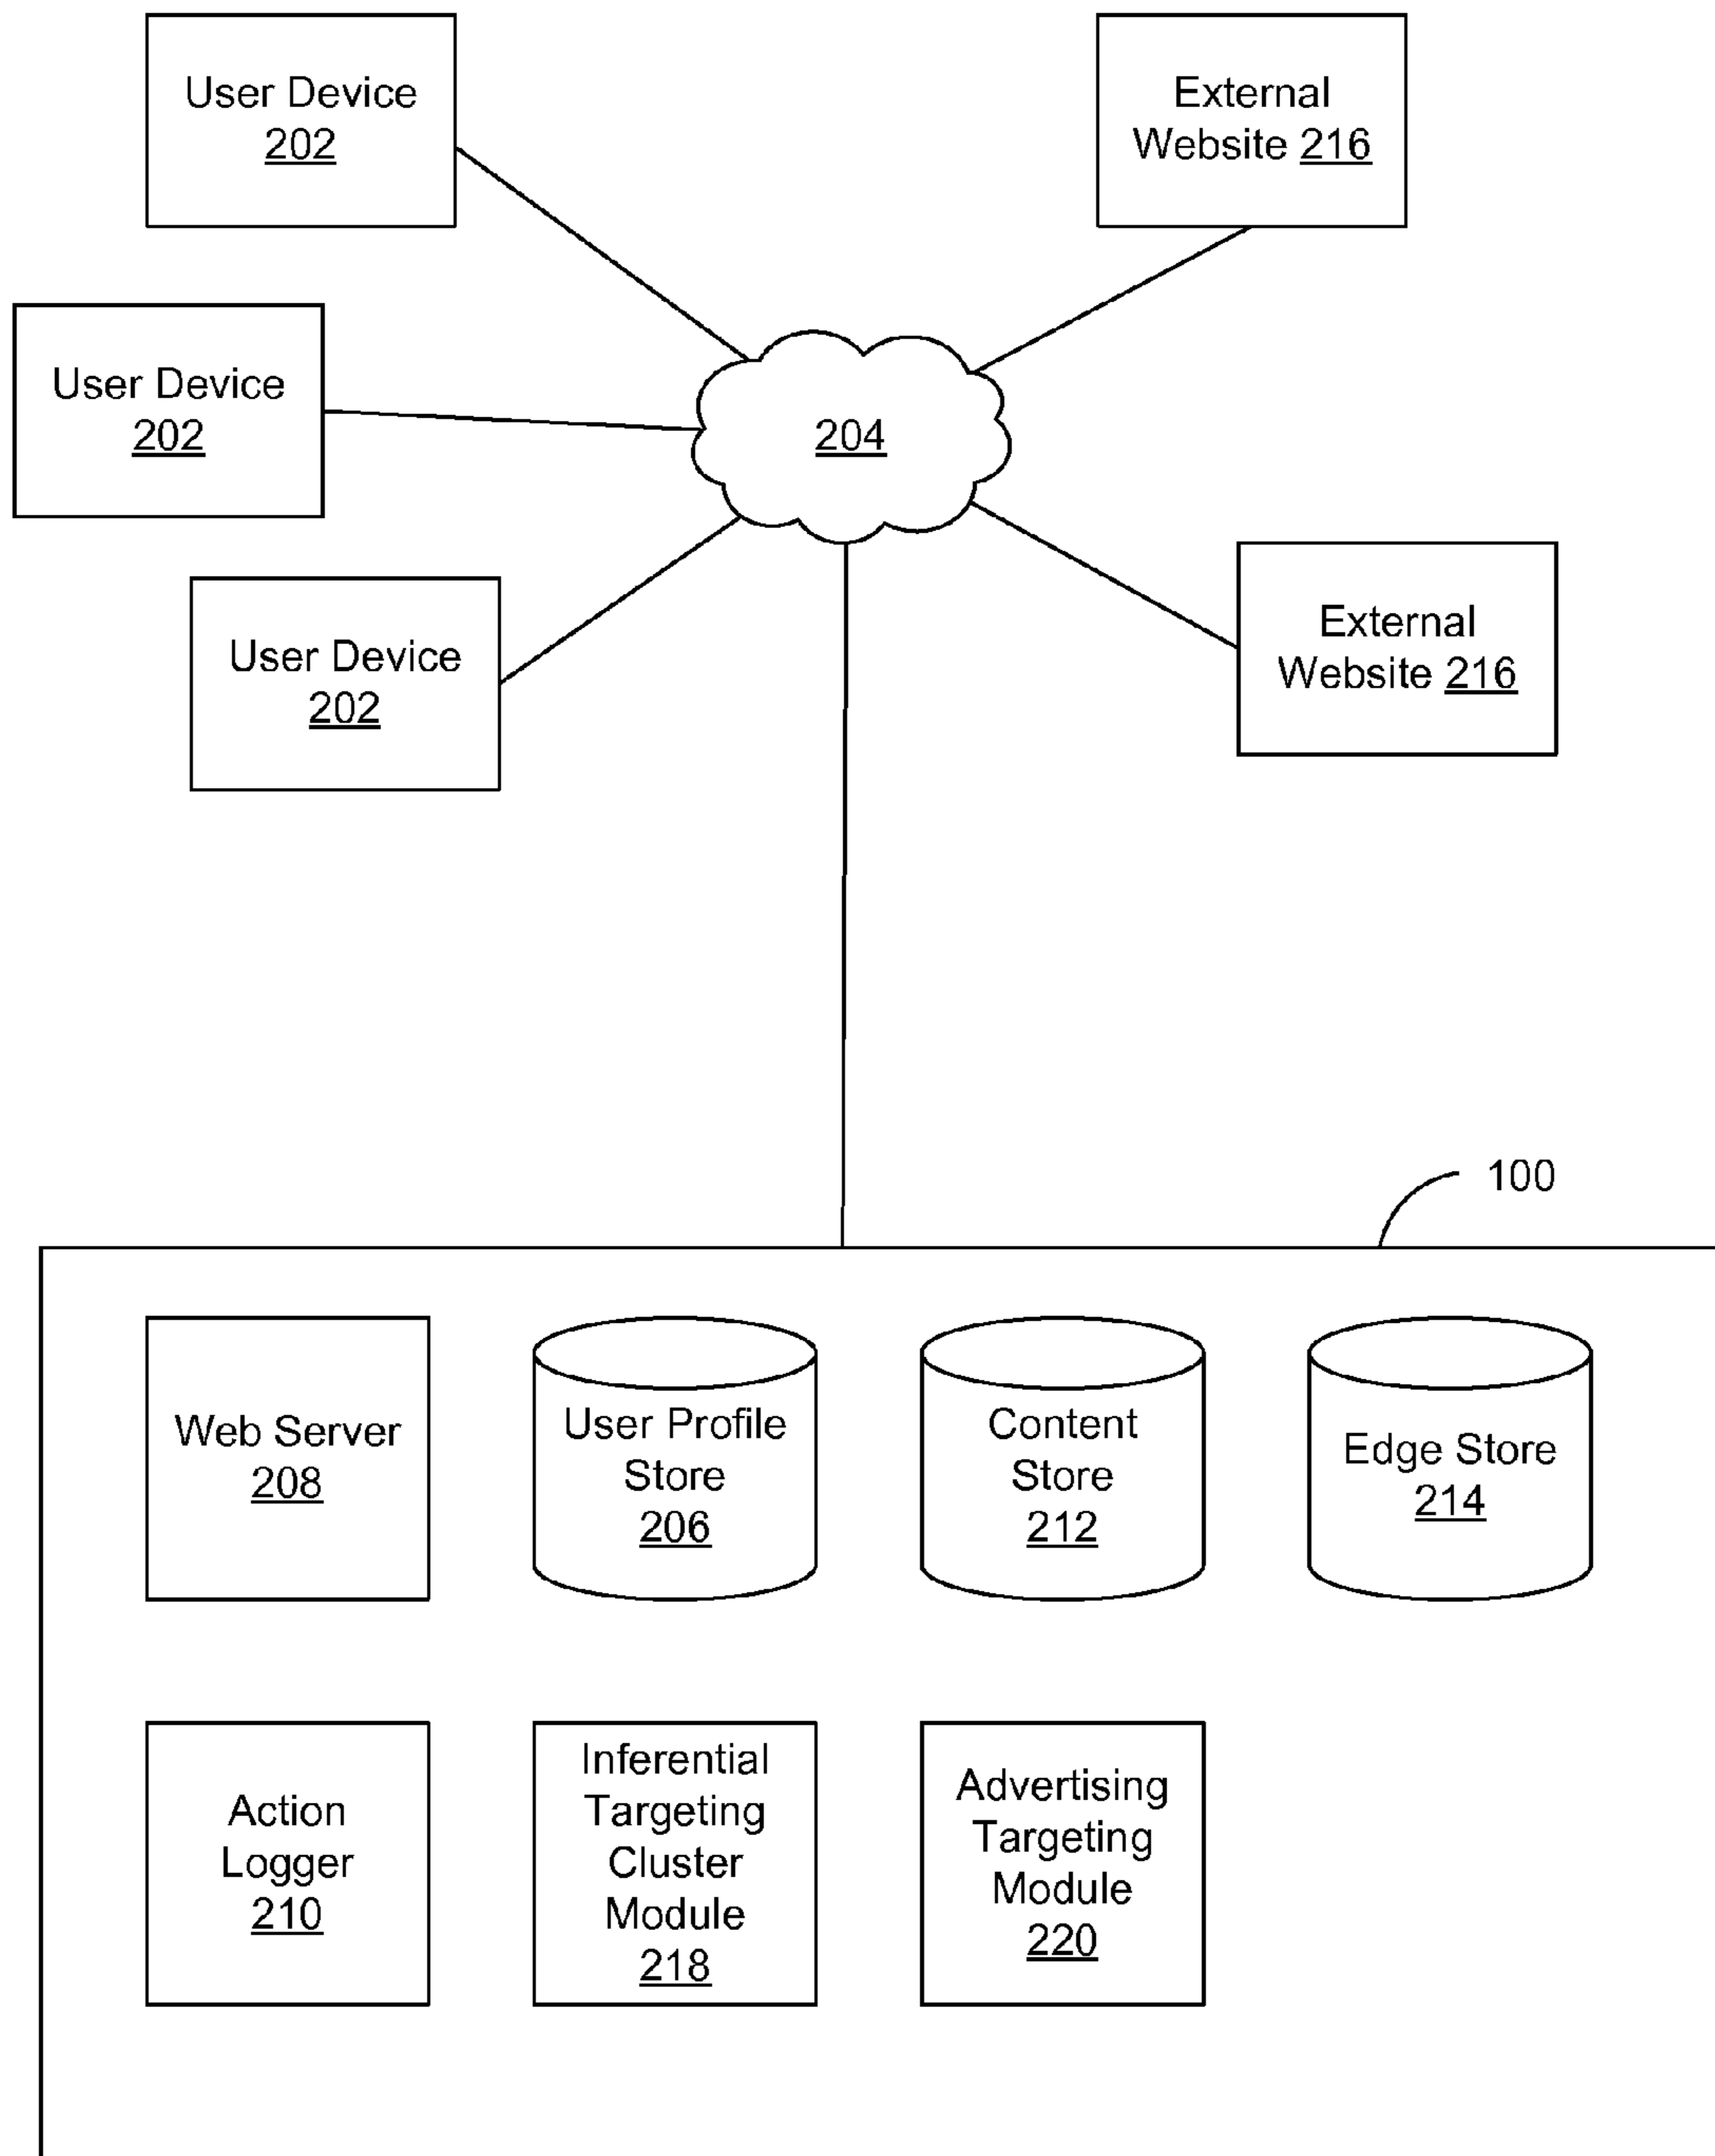 User Device
202
External
Website 216
User Device
202
204
User Device
202
External
Website 216
100
Web Server
208
User Profile
Store
206
Content
Store
212
Edge Store
214
Action
Logger
210
Inferential
Targeting
Cluster
Module
218
Advertising
Targeting
Module
220